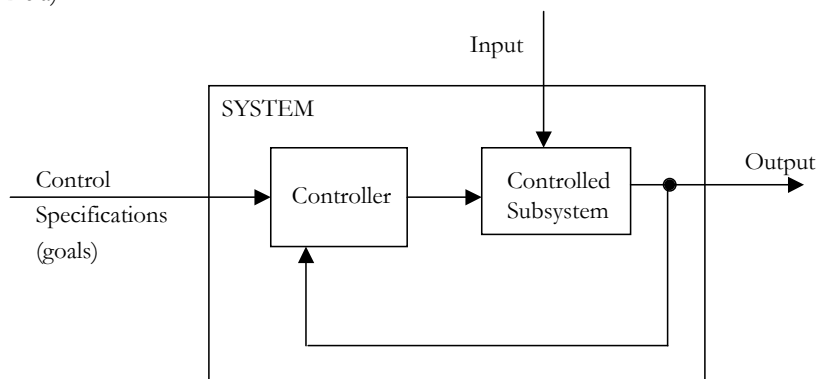 Input
SYSTEM
Control
Specifications
(goals)
Controller
Controlled
Subsystem
Output